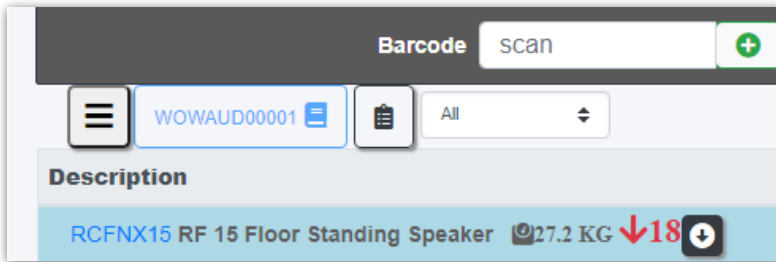 Barcode scan
WOWAUD00001 All
Description
RCFNX15 RF 15 Floor Standing Speaker 27.2 KG 18